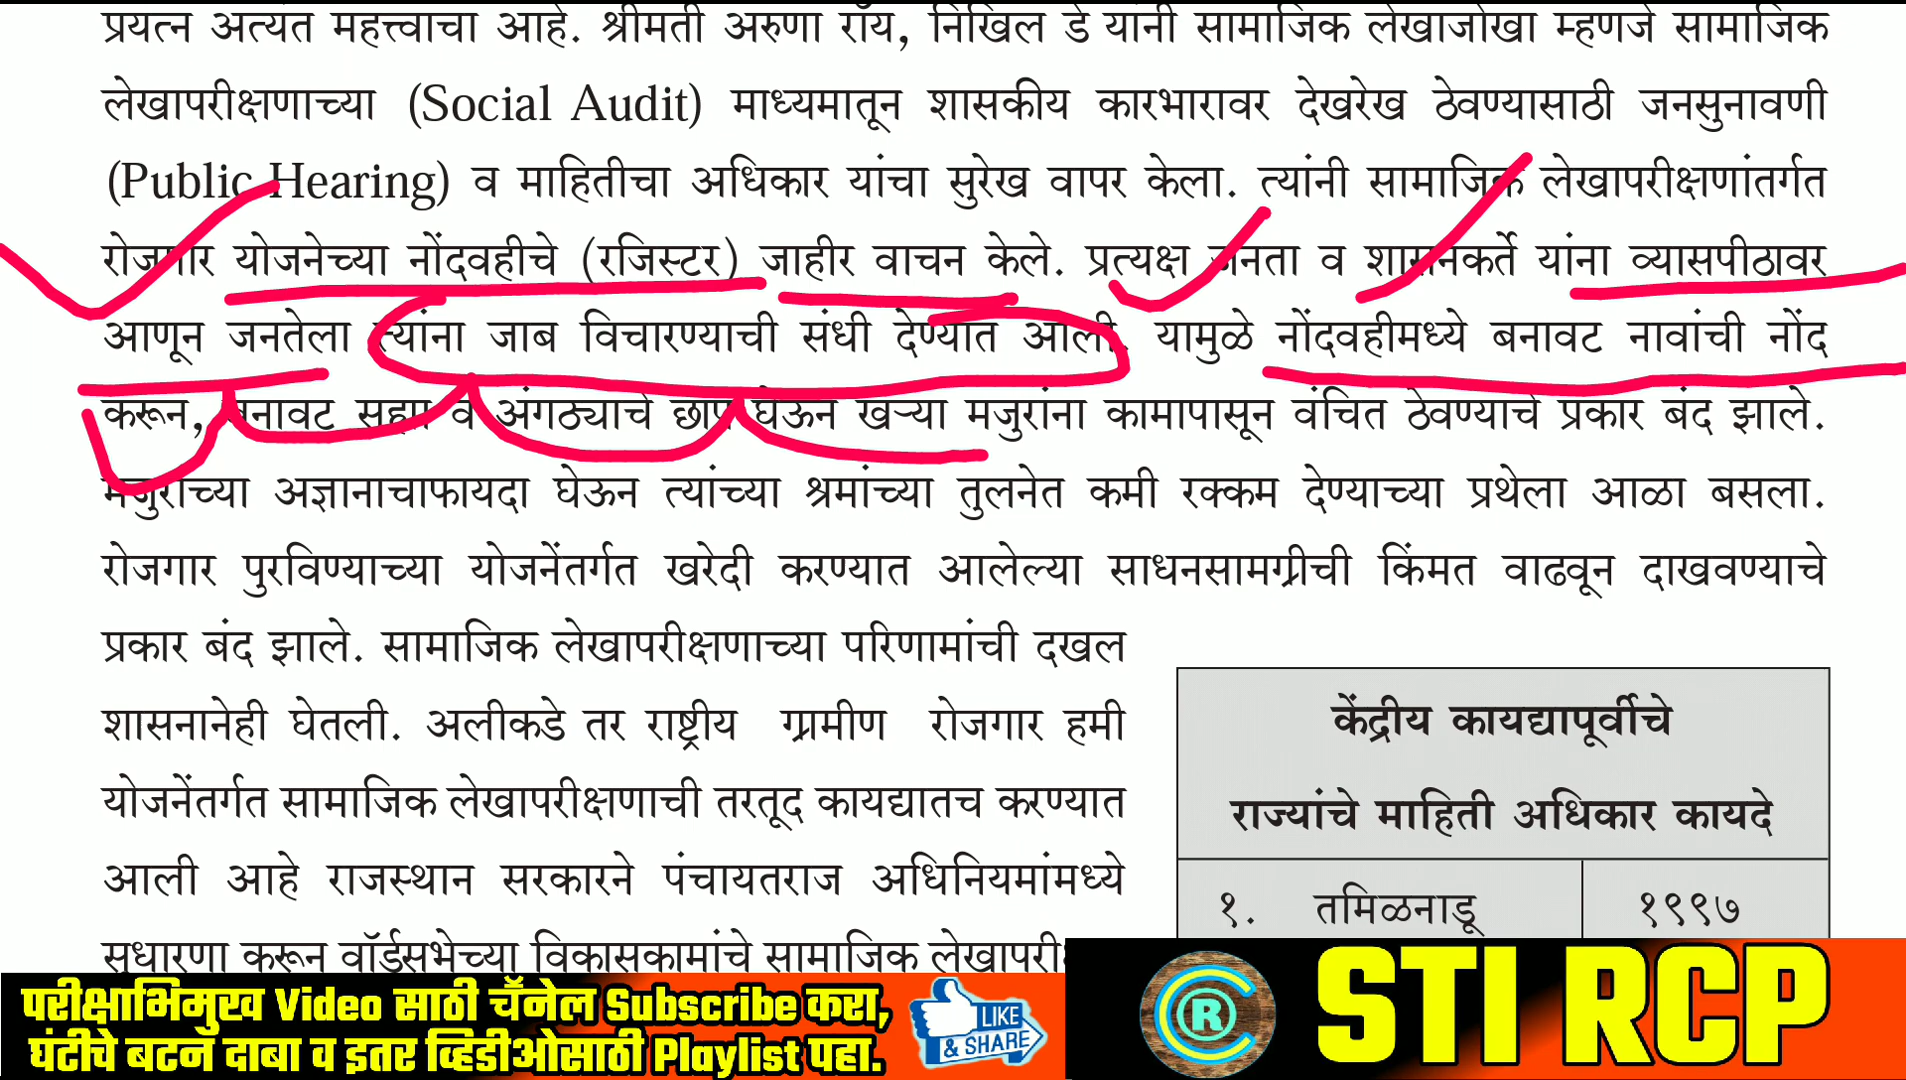 प्रयत्न अत्यंत महत्त्वाचा आहे. श्रीमती अरुणा रॉय, निखिल डे यांनी सामाजिक लेखाजोखा म्हणजे सामाजिक
लेखापरीक्षणाच्या (Social Audit) माध्यमातून शासकीय कारभारावर देखरेख ठेवण्यासाठी जनसुनावणी
(Public Hearing) व माहितीचा अधिकार यांचा सुरेख वापर केला. त्यांनी सामाजिक लेखापरीक्षणांतर्गत
रोजगार योजनेच्या नोंदवहीचे (रजिस्टर) जाहीर वाचन केले. प्रत्यक्ष जनता व शासनकर्ते यांना व्यासपीठावर
आणून जनतेला त्यांना जाब विचारण्याची संधी देण्यात आली. यामुळे नोंदवहीमध्ये बनावट नावांची नोंद
करून, बनावट सह्या व अंगठ्याचे छाप घेऊन खऱ्या मजुरांना कामापासून वंचित ठेवण्याचे प्रकार बंद झाले.
मजुरांच्या अज्ञानाचाफायदा घेऊन त्यांच्या श्रमांच्या तुलनेत कमी रक्कम देण्याच्या प्रथेला आळा बसला.
रोजगार पुरविण्याच्या योजनेंतर्गत खरेदी करण्यात आलेल्या साधनसामग्रीची किंमत वाढवून दाखवण्याचे
प्रकार बंद झाले. सामाजिक लेखापरीक्षणाच्या परिणामांची दखल
शासनानेही घेतली. अलीकडे तर राष्ट्रीय ग्रामीण रोजगार हमी
योजनेंतर्गत सामाजिक लेखापरीक्षणाची तरतूद कायद्यातच करण्यात
आली आहे राजस्थान सरकारने पंचायतराज अधिनियमांमध्ये
सुधारणा करून वॉर्डसभेच्या विकासकामांचे सामाजिक
केंद्रीय कायद्यापूर्वीचे
राज्यांचे माहिती अधिकार कायदे
१. तमिळनाडू १९९७
परीक्षाभिमुख Video साठी चॅनेल Subscribe करा,
घंटीचे बटन दाबा व इतर व्हिडीओसाठी Playlist पहा.
LIKE
& SHARE
R
STI RCP